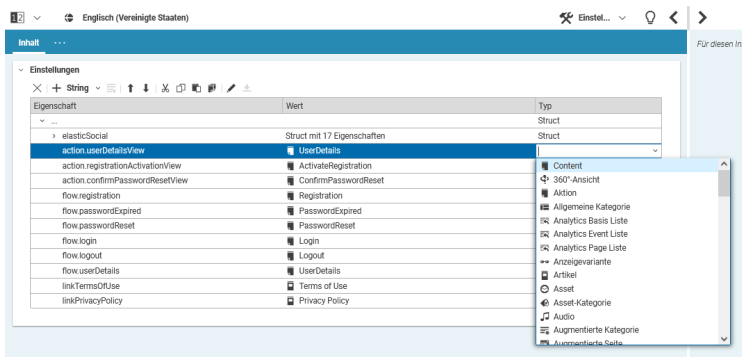 12 Englisch (Vereinigte Staaten) Einstel...
Inhalt ...
Für diesen In
Einstellungen
String
Eigenschaft Wert Typ
... Struct
elasticSocial Struct mit 17 Eigenschaften Struct
action.userDetailsView UserDetails
action.registrationActivationView ActivateRegistration
action.confirmPasswordResetView ConfirmPasswordReset
flow.registration Registration
flow.passwordExpired PasswordExpired
flow.passwordReset PasswordReset
flow.login Login
flow.logout Logout
flow.userDetails UserDetails
linkTermsOfUse Terms of Use
linkPrivacyPolicy Privacy Policy
Content
360°-Ansicht
Aktion
Allgemeine Kategorie
Analytics Basis Liste
Analytics Event Liste
Analytics Page Liste
Anzeigevariante
Artikel
Asset
Asset-Kategorie
Audio
Augmentierte Kategorie
Augmentierte Seite